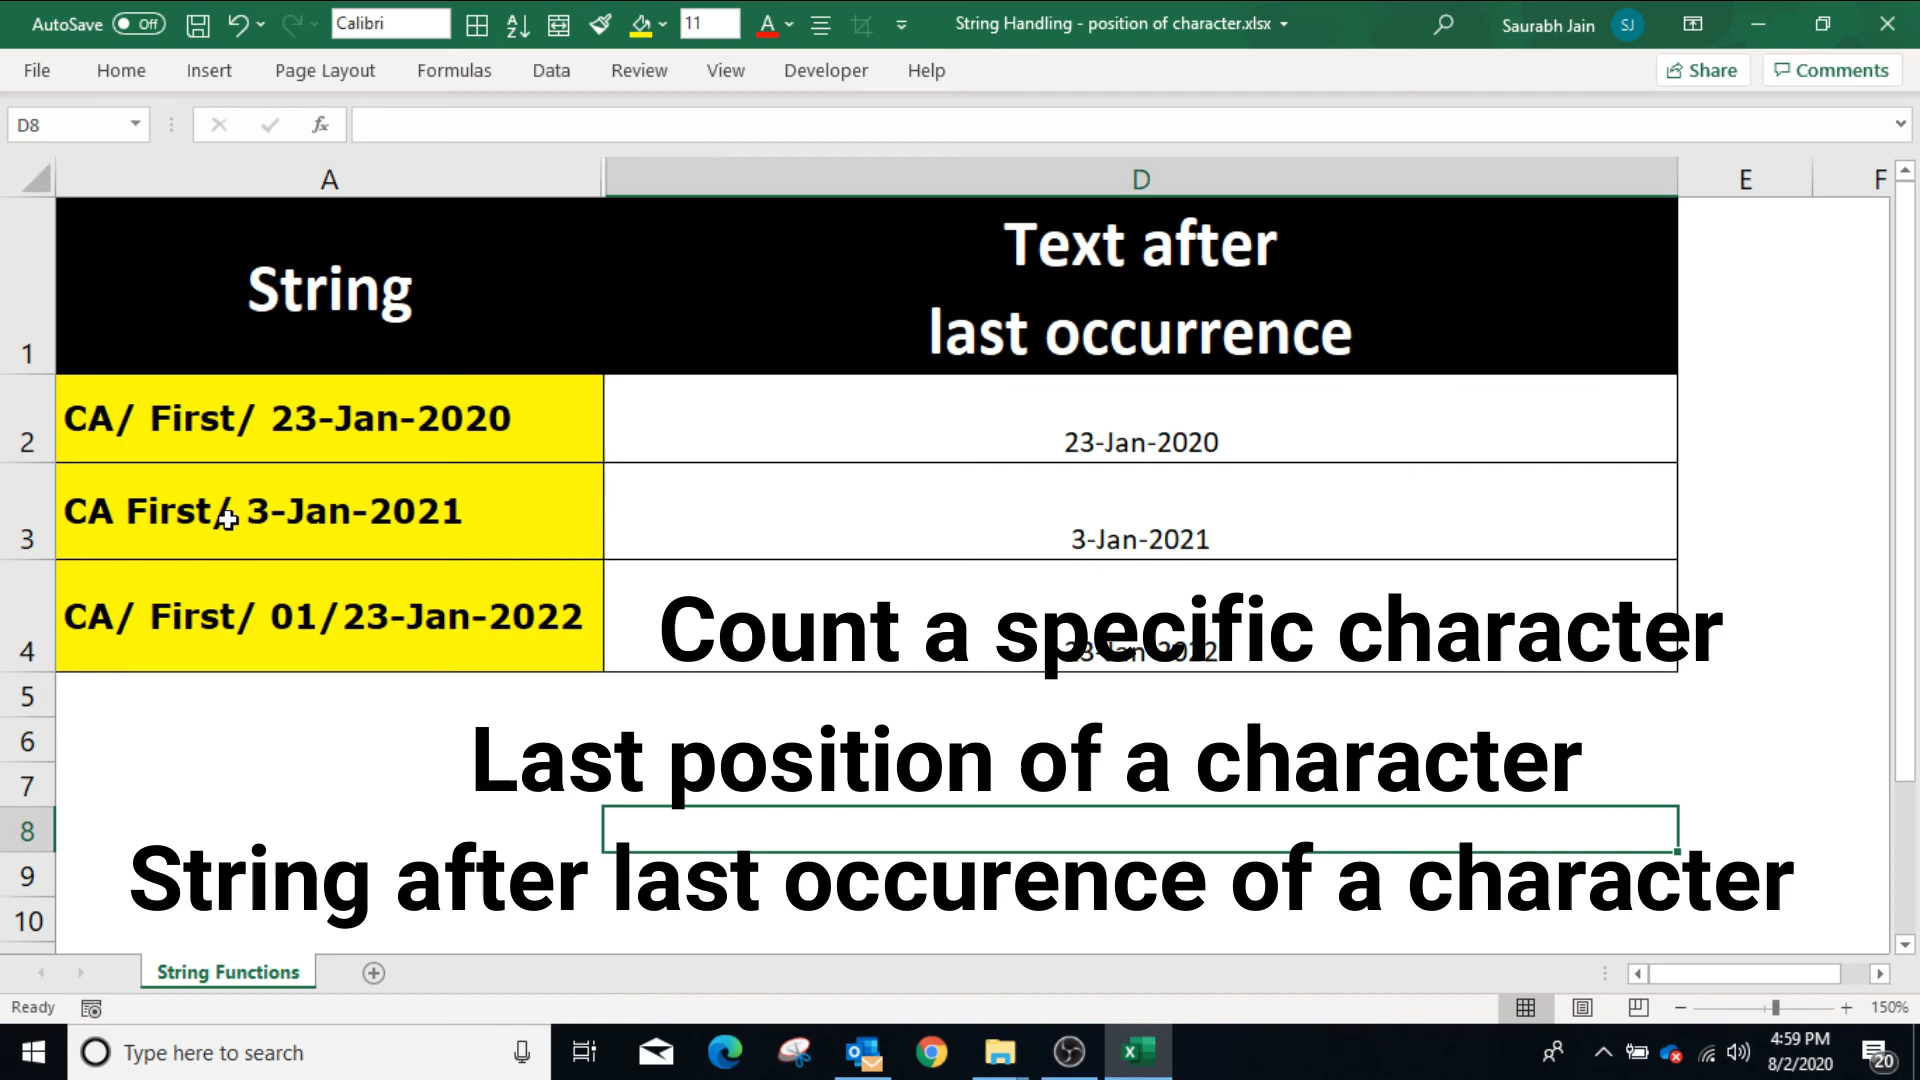 AutoSave Off Calibri 11 String Handling - position of character.xlsx Saurabh Jain SJ
File Home Insert Page Layout Formulas Data Review View Developer Help Share Comments
D8 fx
A D E F
String
Text after
last occurrence
1
CA/ First/ 23-Jan-2020
23-Jan-2020
2
CA First/ 3-Jan-2021
3-Jan-2021
3
CA/ First/ 01/23-Jan-2022
Count a specific character
23-Jan-2022
4
5
Last position of a character
6
7
8
String after last occurence of a character
9
10
String Functions
Ready 150%
Type here to search
4:59 PM
8/2/2020
20